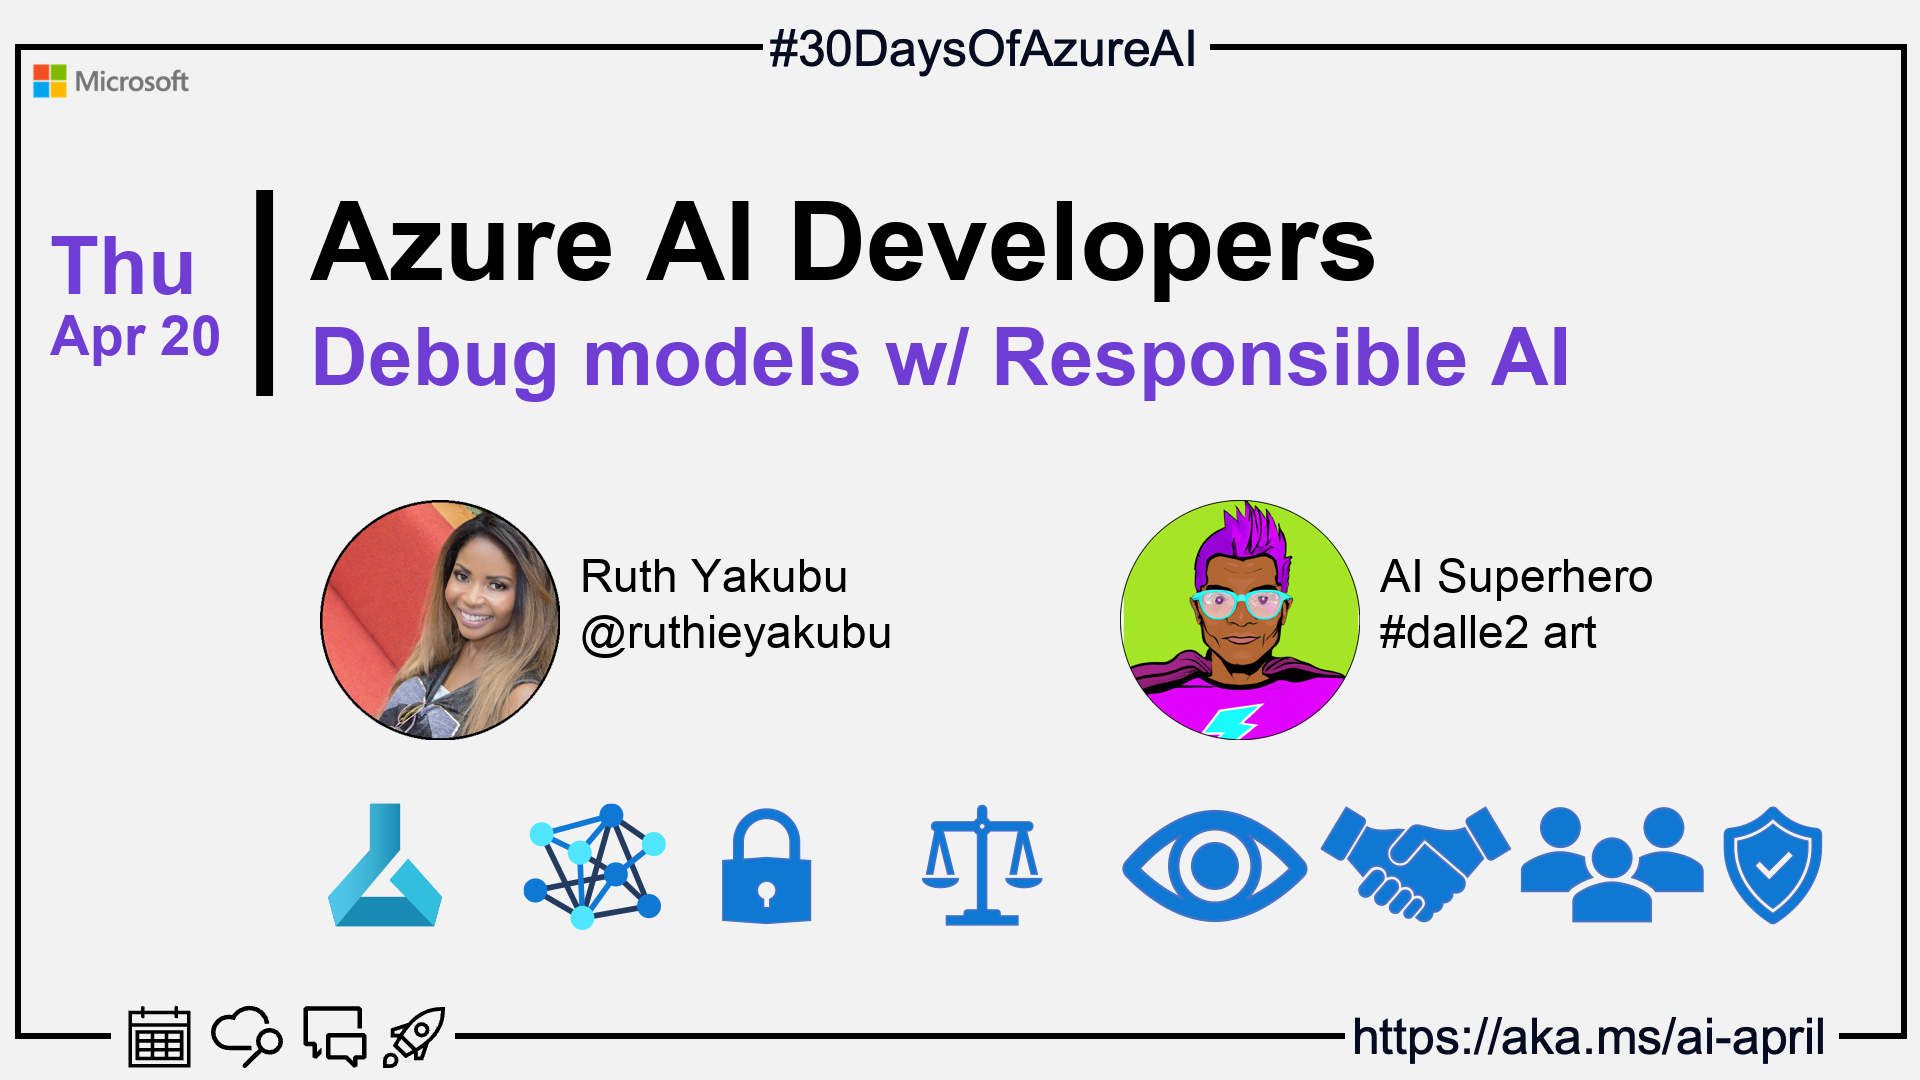 #30DaysOfAzureAI
Microsoft
Thu
Apr 20
Azure AI Developers
Debug models w/ Responsible AI
Ruth Yakubu
@ruthieyakubu
AI Superhero
#dalle2 art
https://aka.ms/ai-april